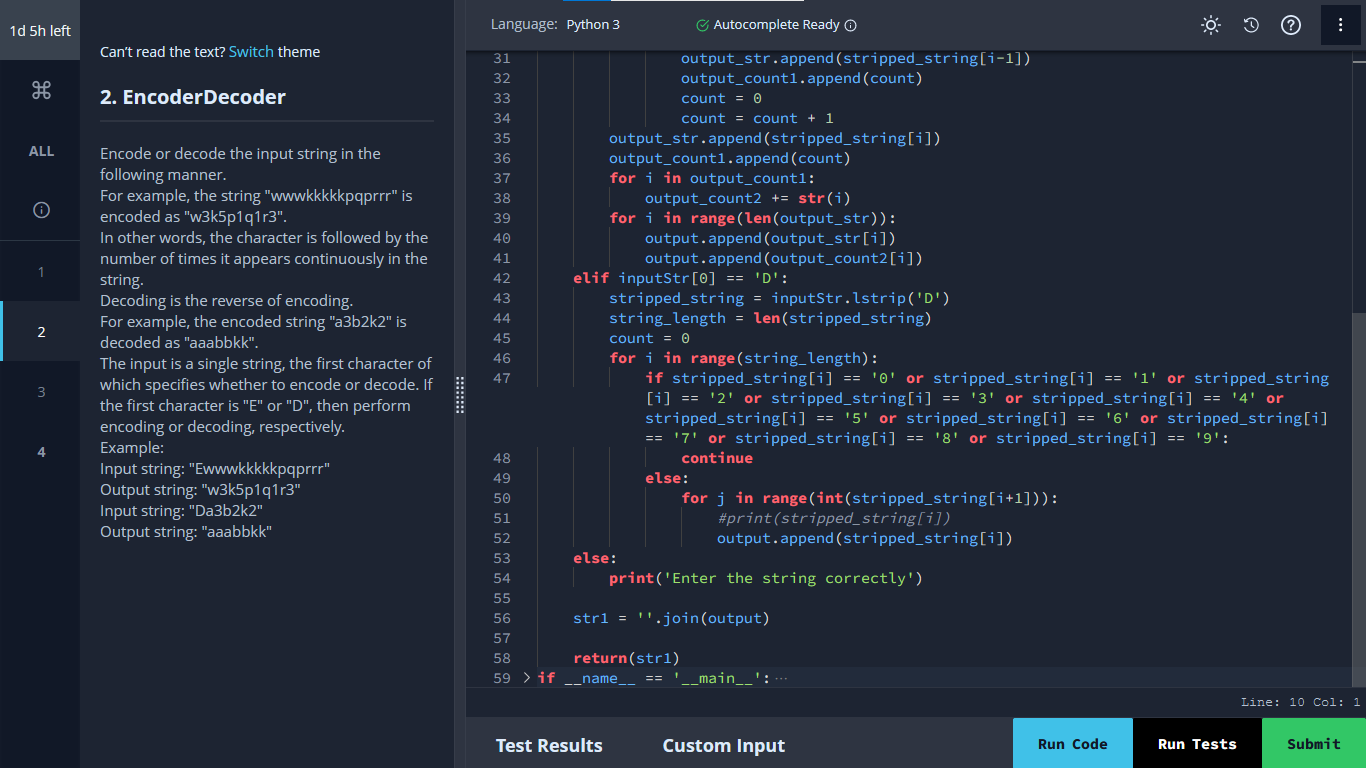 1d 5h left
ALL
1
2
3
4
Can't read the text? Switch theme
2. EncoderDecoder
Encode or decode the input string in the
following manner.
For example, the string "wwwkkkkkpqprrr" is
encoded as "w3k5p1q1r3".
In other words, the character is followed by the
number of times it appears continuously in the
string.
Decoding is the reverse of encoding.
For example, the encoded string "a3b2k2" is
decoded as "aaabbkk".
The input is a single string, the first character of
which specifies whether to encode or decode. If
the first character is "E" or "D", then perform
encoding or decoding, respectively.
Example:
Input string: "Ewwwkkkkkpqprrr"
Output string: "w3k5p1q1r3"
Input string: "Da3b2k2"
Output string: "aaabbkk"
Language: Python 3 Autocomplete Ready
31 output_str.append(stripped_string[i-1])
32 output_count1.append(count)
33 count = 0
34 count = count + 1
35 output_str.append(stripped_string[i])
36 output_count1.append(count)
37 for i in output_count1:
38 output_count2 += str(i)
39 for i in range(len(output_str)):
40 output.append(output_str[i])
41 output.append(output_count2[i])
42 elif inputStr[0] == 'D':
43 stripped_string = inputStr.lstrip('D')
44 string_length = len(stripped_string)
45 count = 0
46 for i in range(string_length):
47 if stripped_string[i] == '0' or stripped_string[i] == '1' or stripped_string
[i] == '2' or stripped_string[i] == '3' or stripped_string[i] == '4' or
stripped_string[i] == '5' or stripped_string[i] == '6' or stripped_string[i]
== '7' or stripped_string[i] == '8' or stripped_string[i] == '9':
48 continue
49 else:
50 for j in range(int(stripped_string[i+1])):
51 #print(stripped_string[i])
52 output.append(stripped_string[i])
53 else:
54 print('Enter the string correctly')
55
56 str1 = ''.join(output)
57
58 return(str1)
59 if __name__ == '__main__': ···
Line: 10 Col: 1
Test Results Custom Input Run Code Run Tests Submit